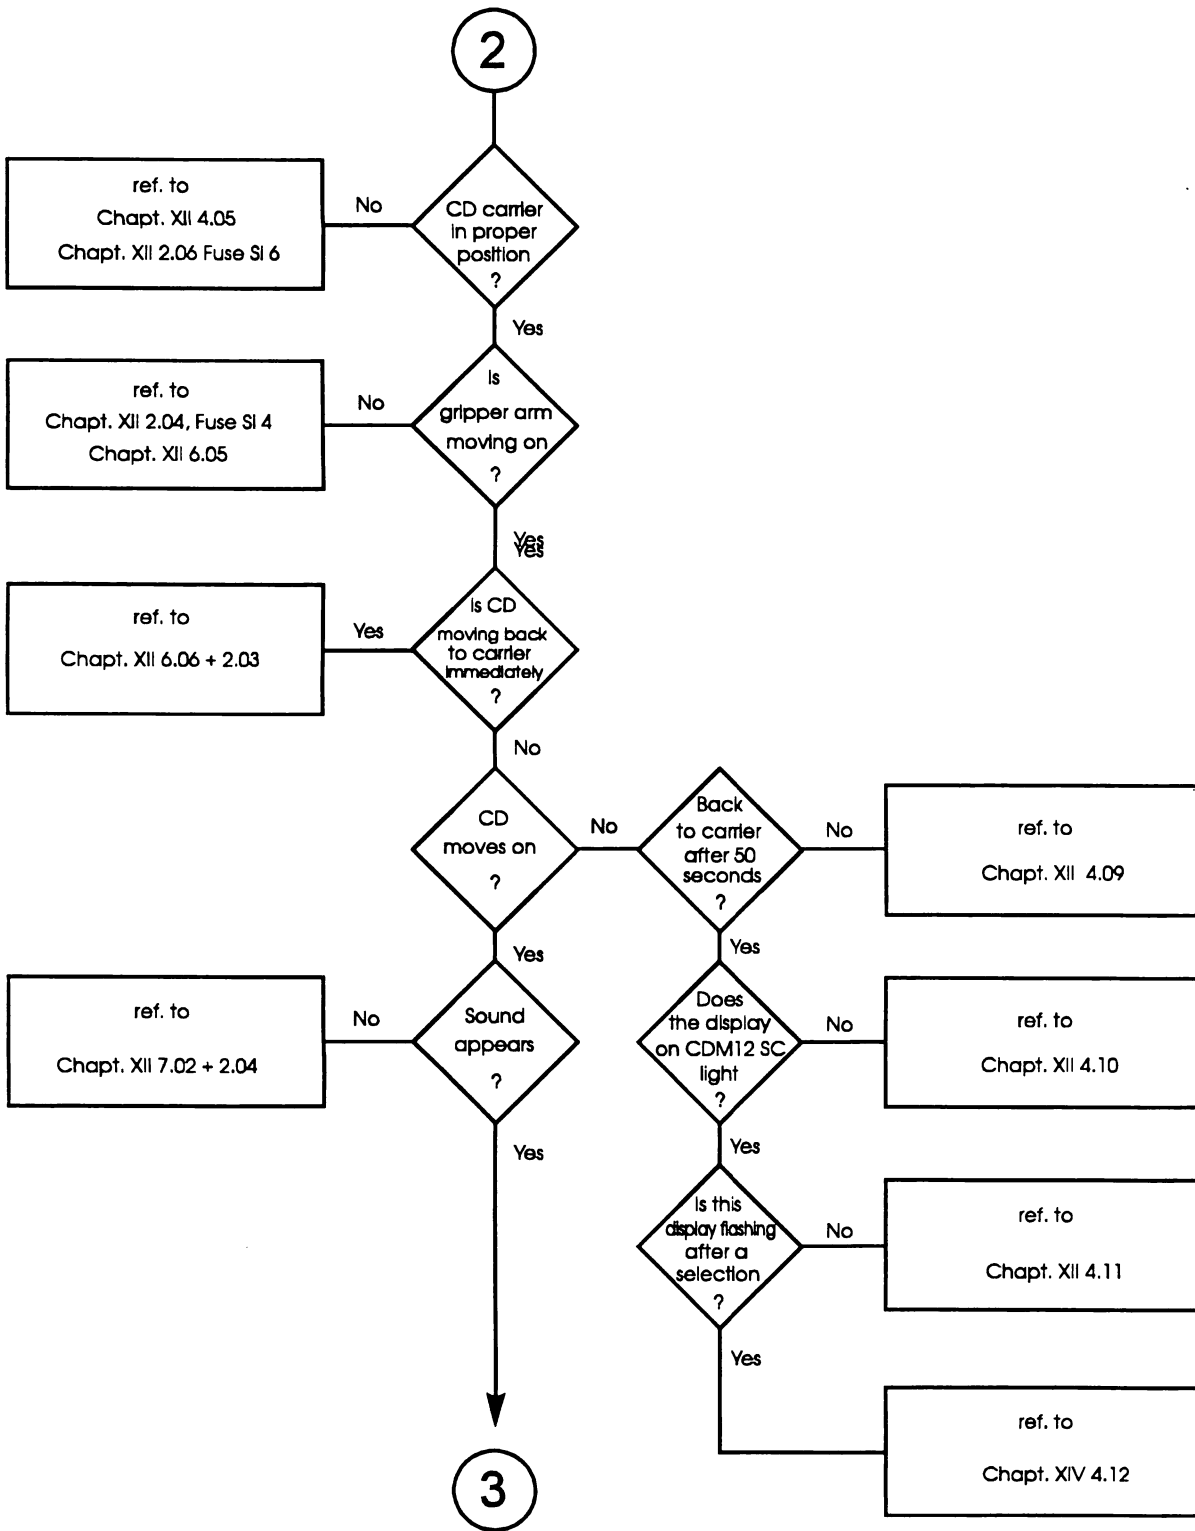 2
ref. to
Chapt. XII 4.05
Chapt. XII 2.06 Fuse SI 6
No
CD carrier
in proper
position
?
Yes
ref. to
Chapt. XII 2.04, Fuse SI 4
Chapt. XII 6.05
No
Is
gripper arm
moving on
?
Yes
Yes
ref. to
Chapt. XII 6.06 + 2.03
Yes
Is CD
moving back
to carrier
immediately
?
No
CD
moves on
?
No
Back
to carrier
after 50
seconds
?
No
ref. to
Chapt. XII 4.09
Yes
Yes
ref. to
Chapt. XII 7.02 + 2.04
No
Sound
appears
?
Does
the display
on CDM12 SC
light
?
No
ref. to
Chapt. XII 4.10
Yes
Yes
Is this
display flashing
after a
selection
?
No
ref. to
Chapt. XII 4.11
Yes
ref. to
Chapt. XIV 4.12
3